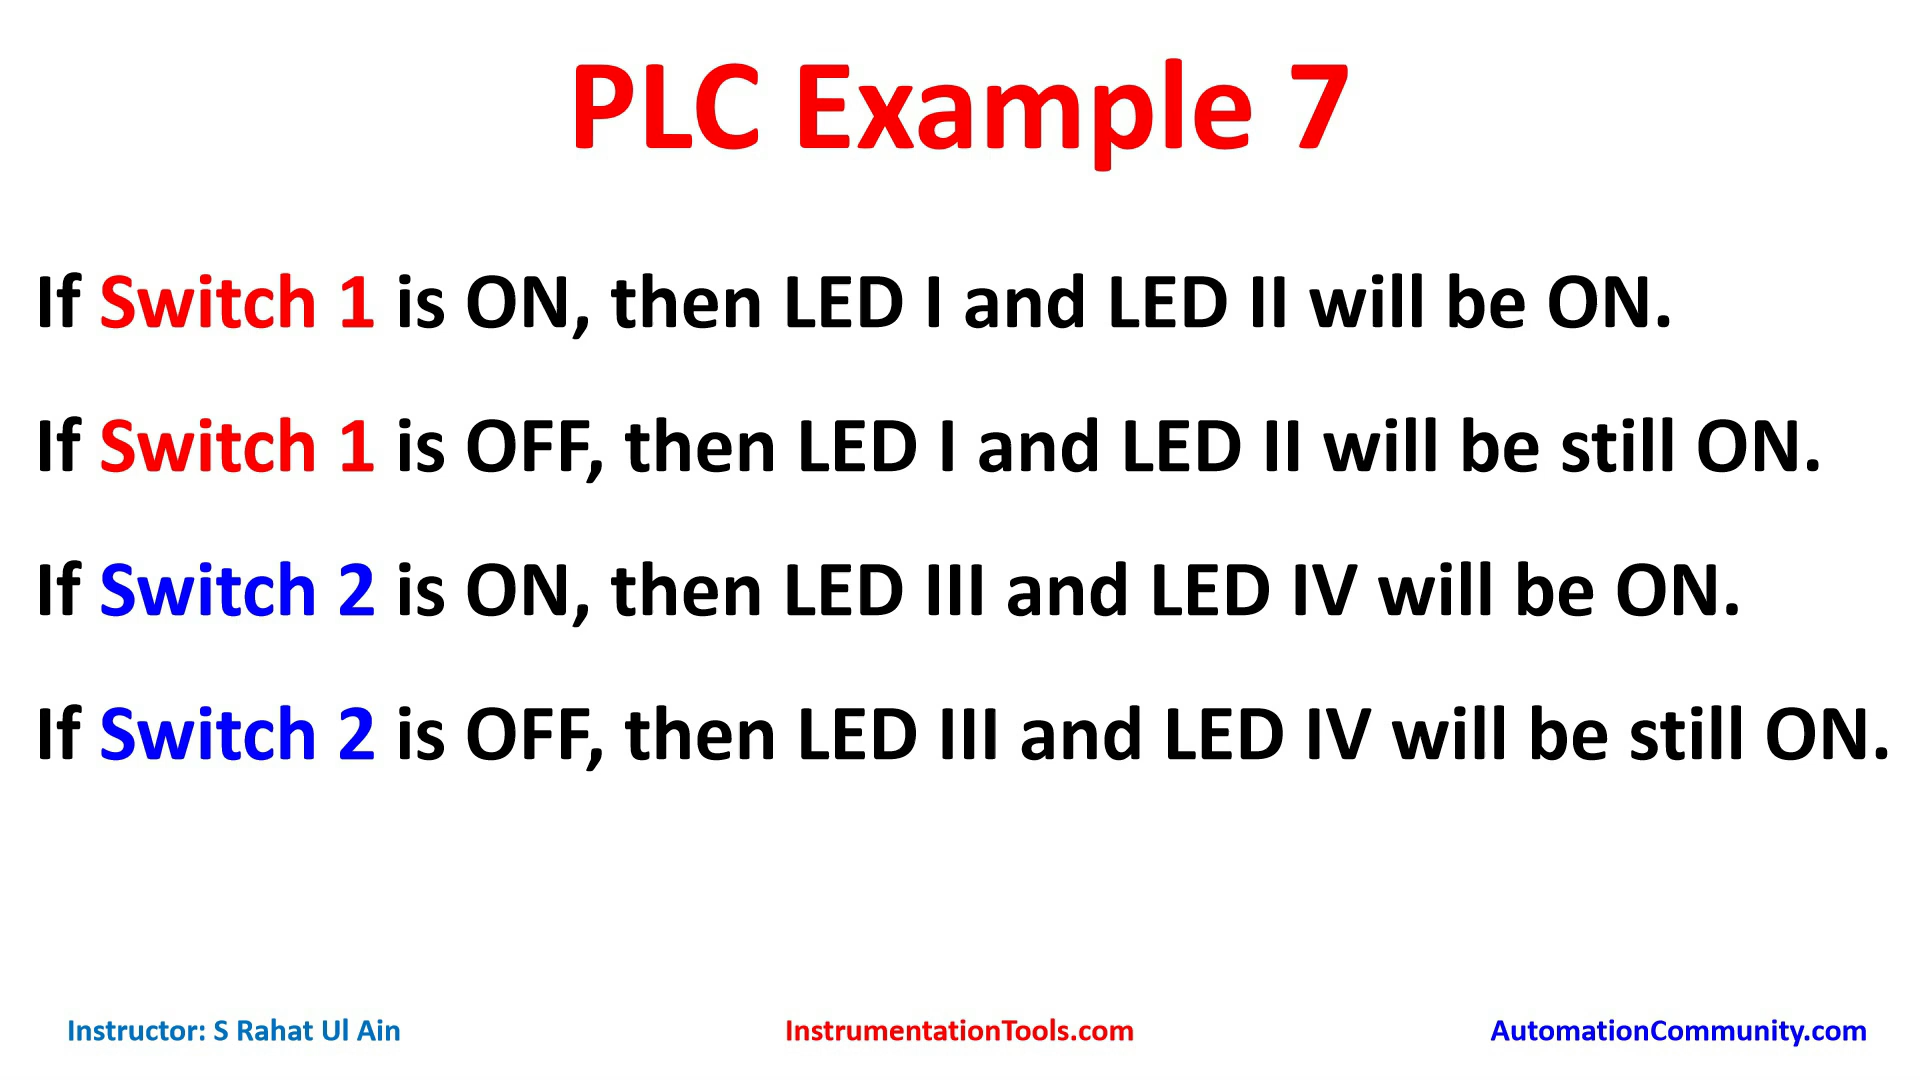 PLC Example 7
If Switch 1 is ON, then LED I and LED II will be ON.
If Switch 1 is OFF, then LED I and LED II will be still ON.
If Switch 2 is ON, then LED III and LED IV will be ON.
If Switch 2 is OFF, then LED III and LED IV will be still ON.
Instructor: S Rahat Ul Ain
InstrumentationTools.com
AutomationCommunity.com